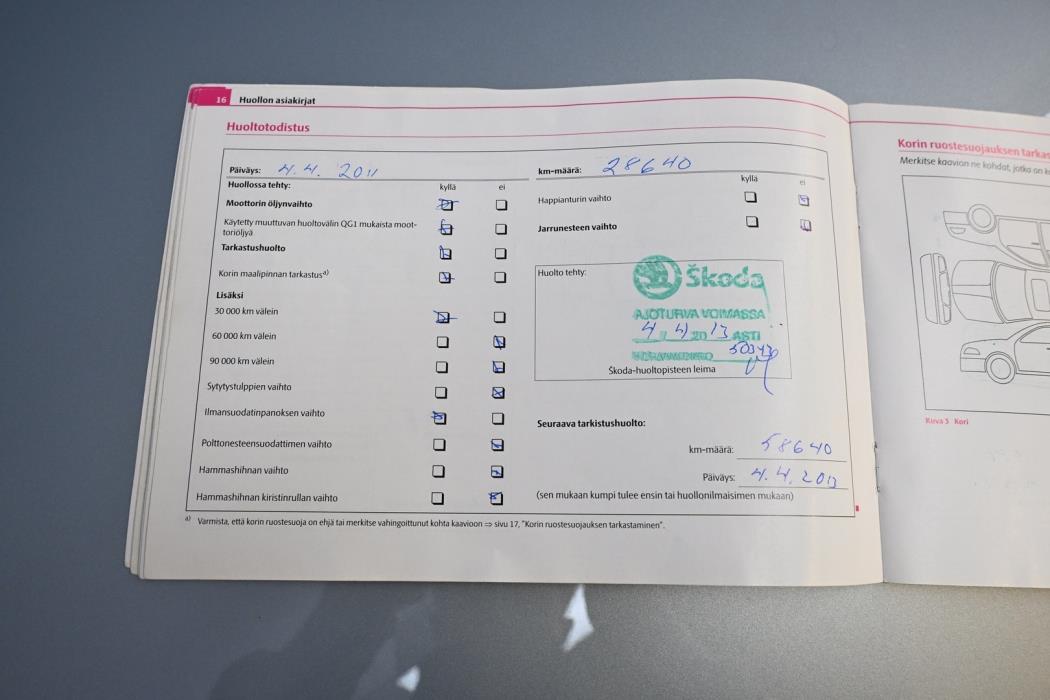 16 Huollon asiakirjat
Huoltotodistus
Päiväys: 4.4. 2011
km-määrä: 28640
Huollossa tehty: kyllä ei
Moottorin öljynvaihto
Käytetty muuttuvan huoltovälin QG1 mukaista moot-
toriöljyä
Tarkastushuolto
Korin maalipinnan tarkastus a)
Lisäksi
30 000 km välein
60 000 km välein
90 000 km välein
Sytytystulppien vaihto
Ilmansuodatinpanoksen vaihto
Polttonesteensuodattimen vaihto
Hammashihnan vaihto
Hammashihnan kiristinrullan vaihto
kyllä ei
Happianturin vaihto
Jarrunesteen vaihto
Huolto tehty:
Škoda
AJOTURVA VOIMASSA
4 / 4 2013 ASTI
Škoda-huoltopisteen leima
Seuraava tarkistushuolto:
km-määrä: 58640
Päiväys: 4.4. 2013
(sen mukaan kumpi tulee ensin tai huollonilmaisimen mukaan)
a) Varmista, että korin ruostesuoja on ehjä tai merkitse vahingoittunut kohta kaavioon ⇒ sivu 17, "Korin ruostesuojauksen tarkastaminen".
Korin ruostesuojauksen
Merkitse kaavion ne kohdat, jotka on
Kuva 5 Kori